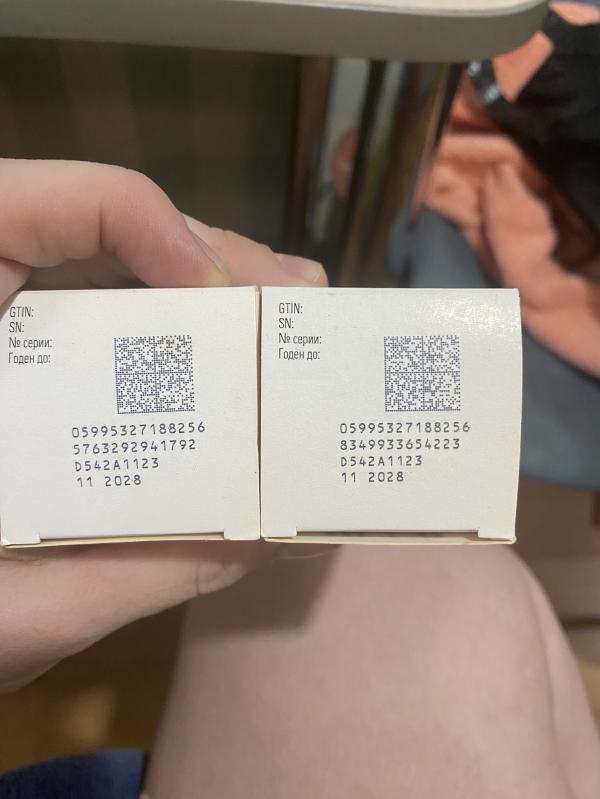 GTIN:
SN:
№ серии:
Годен до:
05995327188256
5763292941792
D542A1123
11 2028
GTIN:
SN:
№ серии:
Годен до:
05995327188256
8349933654223
D542A1123
11 2028